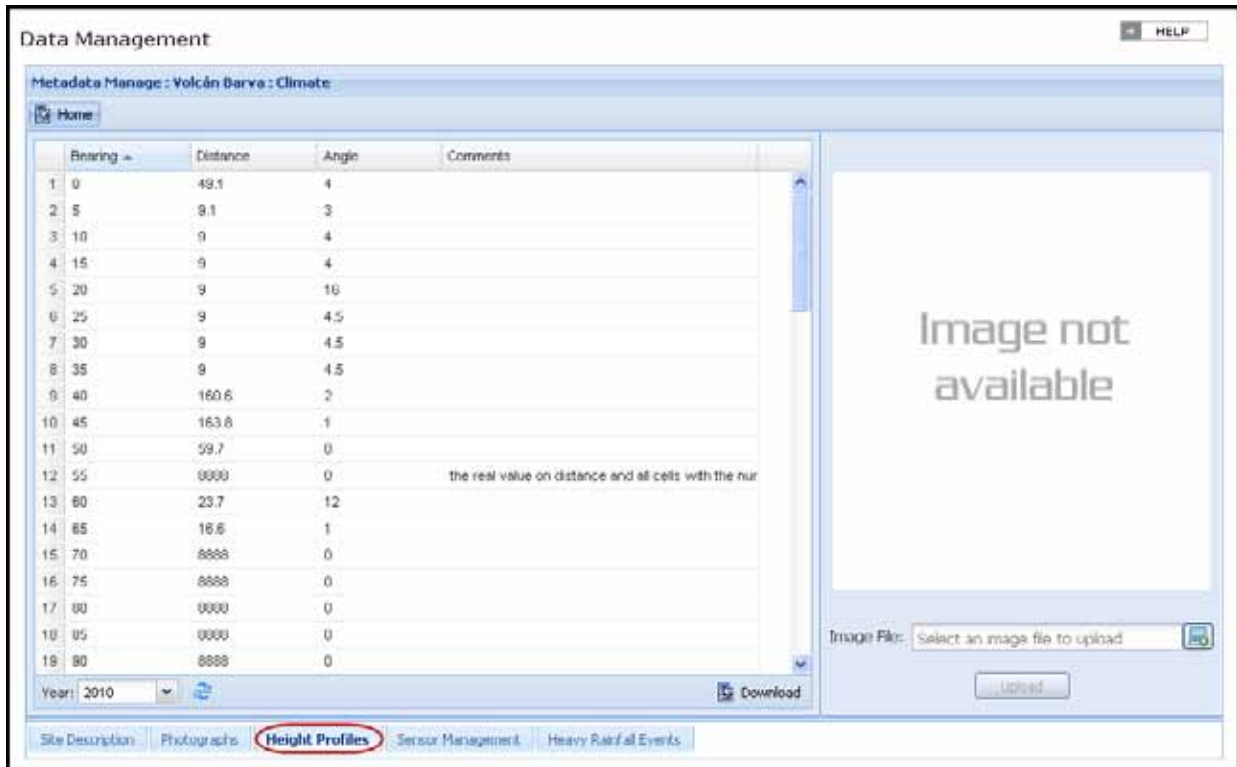 Data Management
HELP
Metadata Manage : Volcán Barva : Climate
Home
Bearing Distance Angle Comments
1 0 49.1 4
2 5 9.1 3
3 10 9 4
4 15 9 4
5 20 9 16
6 25 9 4.5
7 30 9 4.5
8 35 9 4.5
9 40 160.6 2
10 45 163.8 1
11 50 59.7 0
12 55 8888 0 the real value on distance and all cells with the nur
13 60 23.7 12
14 65 16.6 1
15 70 8888 0
16 75 8888 0
17 80 8888 0
18 85 8888 0
19 90 8888 0
Image not
available
Image File: Select an image file to upload
Upload
Year: 2010
Download
Site Description Photographs Height Profiles Sensor Management Heavy Rainfall Events